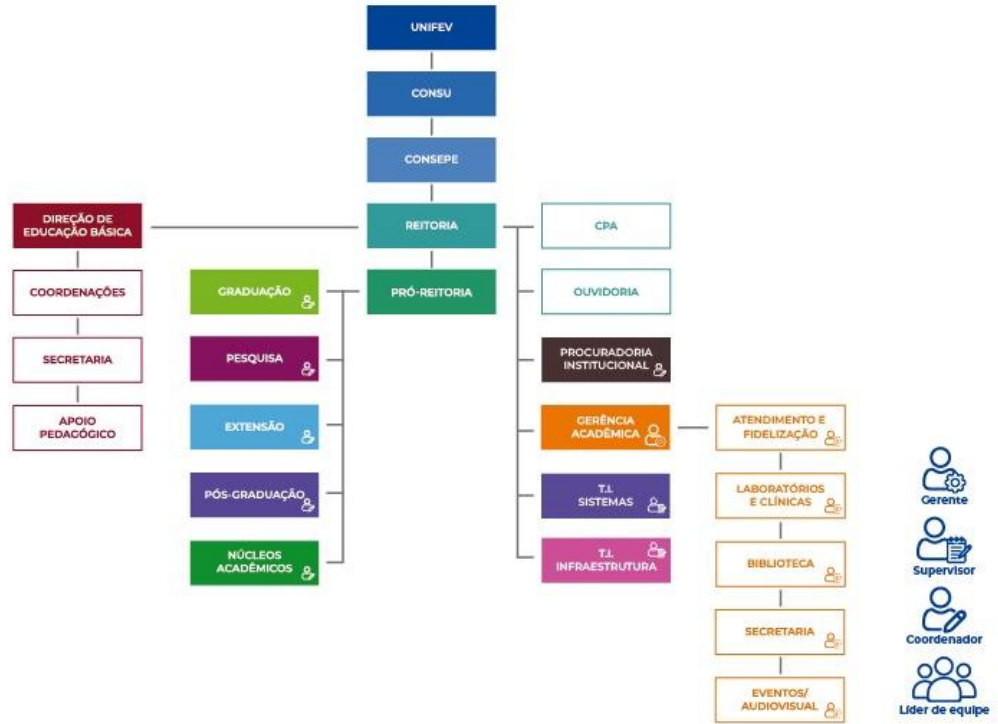 UNIFEV
CONSU
CONSEPE
DIREÇÃO DE
EDUCAÇÃO BÁSICA
REITORIA
CPA
COORDENAÇÕES
GRADUAÇÃO
PRÓ-REITORIA
OUVIDORIA
SECRETARIA
PESQUISA
PROCURADORIA
INSTITUCIONAL
APOIO
PEDAGÓGICO
EXTENSÃO
GERÊNCIA
ACADÊMICA
ATENDIMENTO E
FIDELIZAÇÃO
PÓS-GRADUAÇÃO
T.I.
SISTEMAS
LABORATÓRIOS
E CLÍNICAS
NÚCLEOS
ACADÊMICOS
T.I.
INFRAESTRUTURA
BIBLIOTECA
SECRETARIA
EVENTOS/
AUDIOVISUAL
Gerente
Supervisor
Coordenador
Líder de equipe